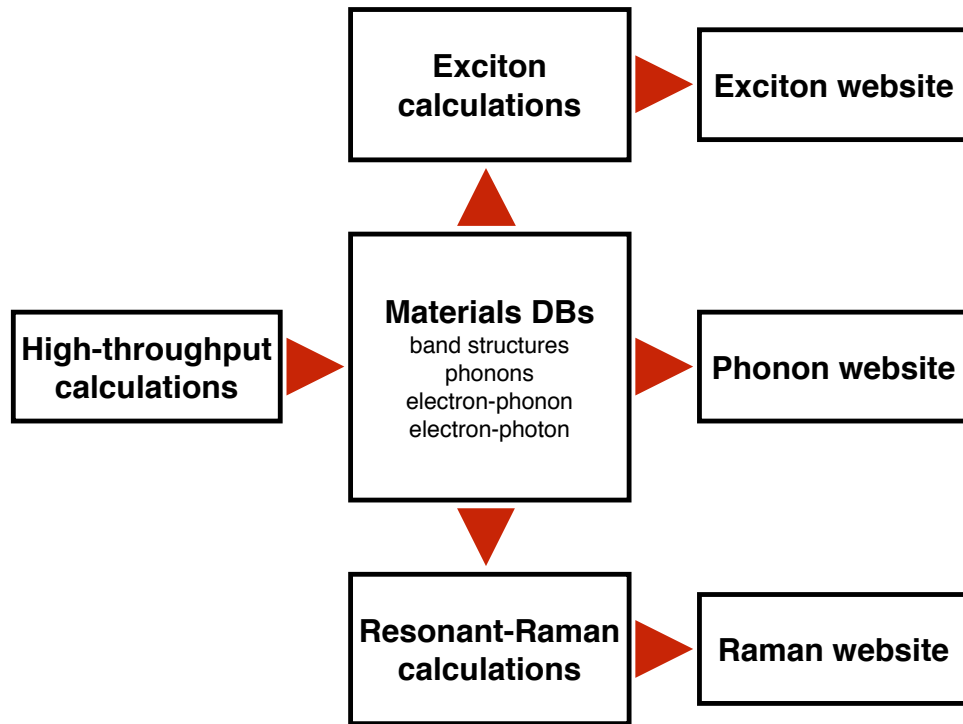 Exciton
calculations
Exciton website
High-throughput
calculations
Materials DBs
band structures
phonons
electron-phonon
electron-photon
Phonon website
Resonant-Raman
calculations
Raman website